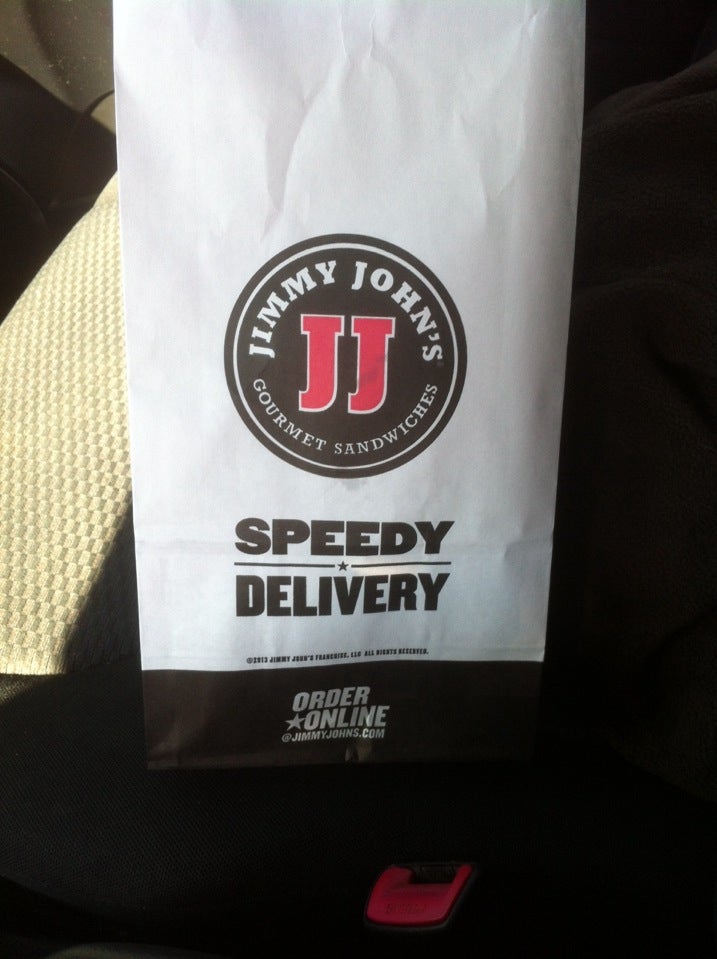 JIMMY JOHN'S®
JJ
GOURMET SANDWICHES
SPEEDY
★
DELIVERY
©2013 JIMMY JOHN'S FRANCHISE, LLC ALL RIGHTS RESERVED.
ORDER
★ONLINE
@JIMMYJOHNS.COM